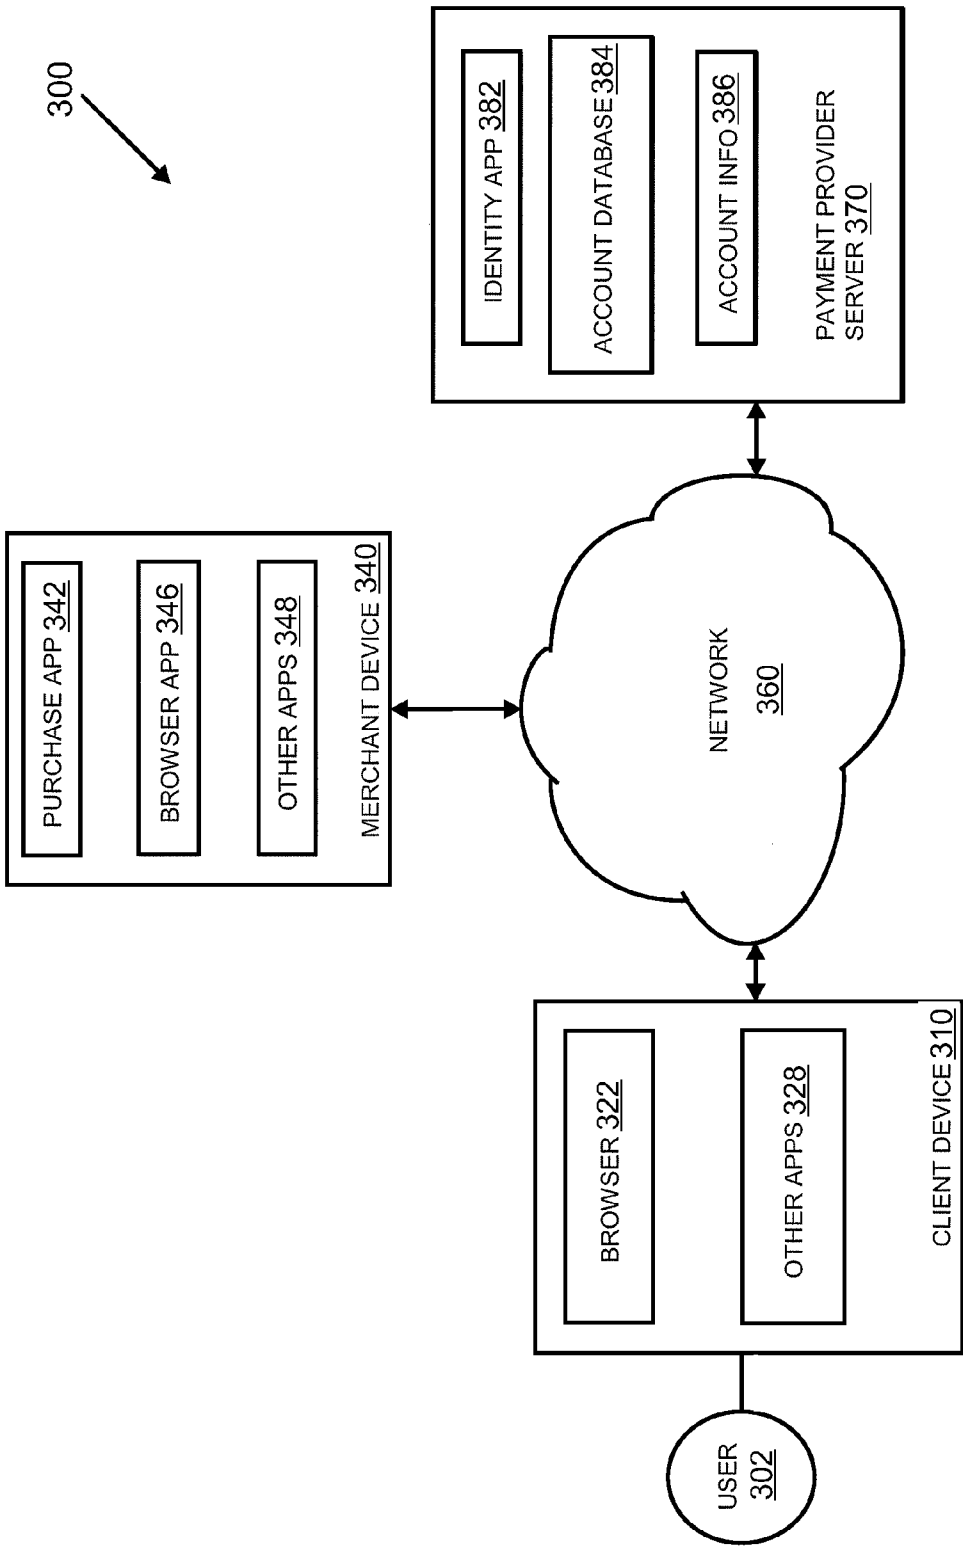 300
PURCHASE APP 342
BROWSER APP 346
OTHER APPS 348
MERCHANT DEVICE 340
USER
302
BROWSER 322
OTHER APPS 328
CLIENT DEVICE 310
NETWORK
360
IDENTITY APP 382
ACCOUNT DATABASE 384
ACCOUNT INFO 386
PAYMENT PROVIDER
SERVER 370